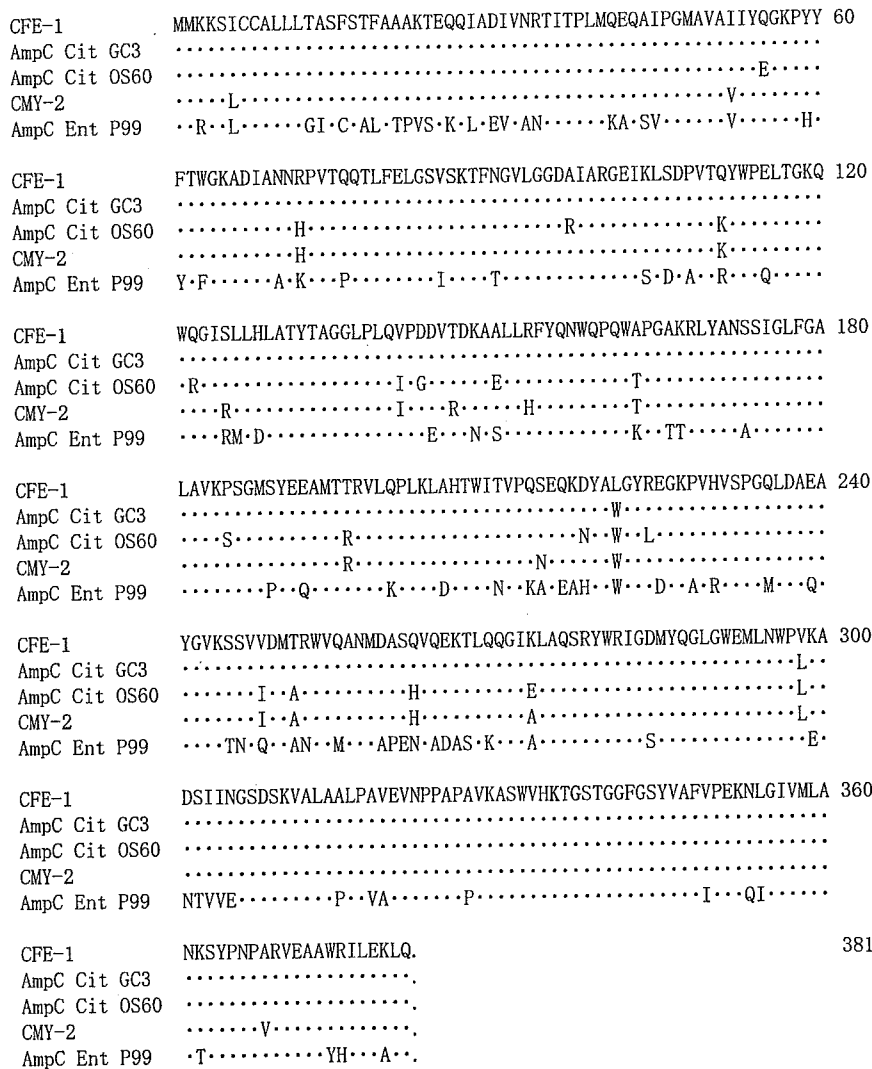 CFE-1 MMKKSICCALLLTASFSTFAAAKTEQQIADIVNRTITPLMQEQAIPGMAVAIIYQGKPYY 60
AmpC Cit GC3 ····························································
AmpC Cit OS60 ······················································E·····
CMY-2 ·····L·············································V········
AmpC Ent P99 ··R··L······GI·C·AL·TPVS·K·L·EV·AN······KA·SV······V······H·
CFE-1 FTWGKADIANNRPVTQQTLFELGSVSKTFNGVLGGDAIARGEIKLSDPVTQYWPELTGKQ 120
AmpC Cit GC3 ····························································
AmpC Cit OS60 ···········H························R·············K·········
CMY-2 ···········H······································K·········
AmpC Ent P99 Y·F······A·K···P········I····T·············S·D·A··R···Q·····
CFE-1 WQGISLLHLATYTAGGLPLQVPDDVTDKAALLRFYQNWQPQWAPGAKRLYANSSIGLFGA 180
AmpC Cit GC3 ····························································
AmpC Cit OS60 ·R··················I·G······E············T·················
CMY-2 ····R···············I····R······H·········T·················
AmpC Ent P99 ····RM·D···············E··N·S·············K··TT·····A·······
CFE-1 LAVKPSGMSYEEAMTTRVLQPLKLAHTWITVPQSEQKDYALGYREGKPVHVSPGQLDAEA 240
AmpC Cit GC3 ········································W···················
AmpC Cit OS60 ····S··········R·····················N··W··L················
CMY-2 ···············R·················N······W···················
AmpC Ent P99 ········P··Q·······K····D····N··KA·EAH··W···D··A·R····M···Q·
CFE-1 YGVKSSVVDMTRWVQANMDASQVQEKTLQQGIKLAQSRYWRIGDMYQGLGWEMLNWPVKA 300
AmpC Cit GC3 ·························································L··
AmpC Cit OS60 ·······I··A··········H··········E························L··
CMY-2 ·······I··A··········H··········A························L··
AmpC Ent P99 ····TN·Q··AN··M···APEN·ADAS·K···A··········S··············E·
CFE-1 DSIINGSDSKVALAALPAVEVNPPAPAVKASWVHKTGSTGGFGSYVAFVPEKNLGIVMLA 360
AmpC Cit GC3 ····························································
AmpC Cit OS60 ····························································
CMY-2 ····························································
AmpC Ent P99 NTVVE·········P··VA·······P·····················I···QI······
CFE-1 NKSYPNPARVEAAWRILEKLQ. 381
AmpC Cit GC3 ·····················.
AmpC Cit OS60 ·····················.
CMY-2 ·······V·············.
AmpC Ent P99 ·T···········YH···A··.